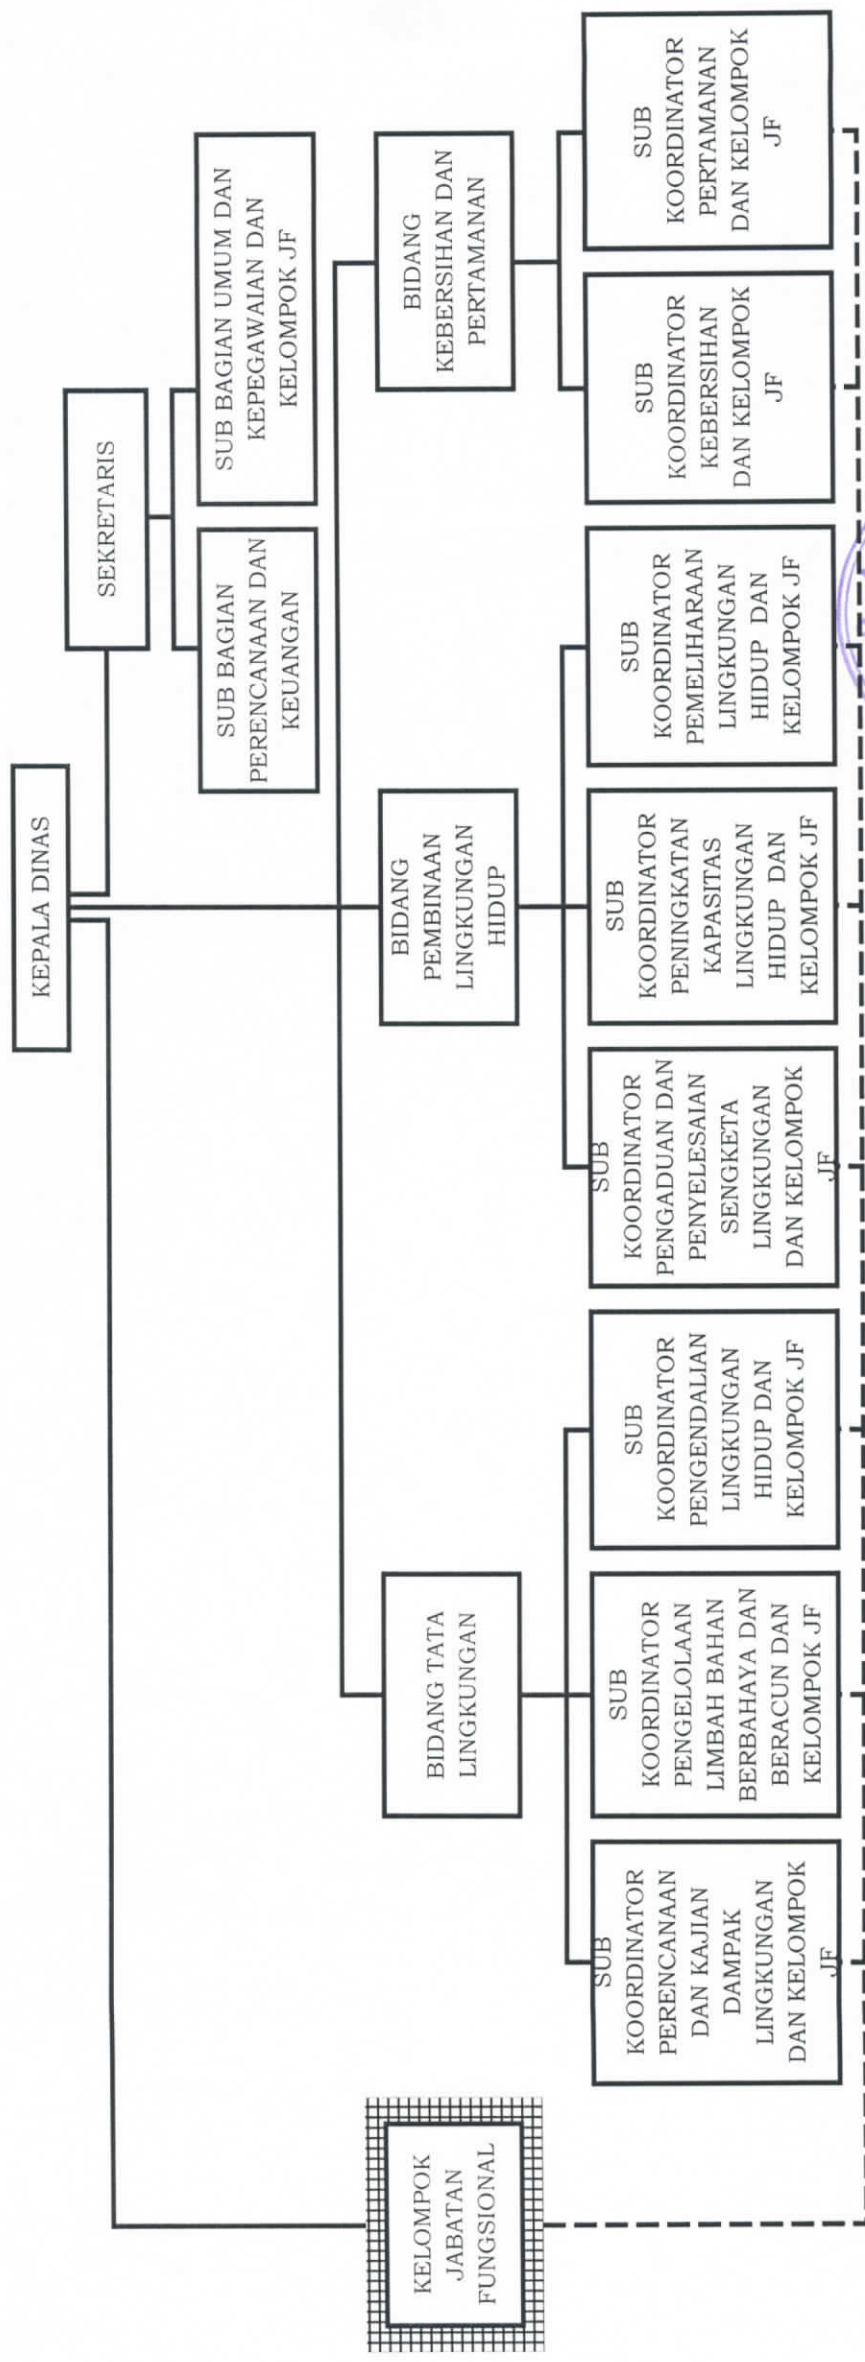 KEPALA DINAS
SEKRETARIS
SUB BAGIAN
PERENCANAAN DAN
KEUANGAN
SUB BAGIAN UMUM DAN
KEPEGAWAIAN DAN
KELOMPOK JF
KELOMPOK
JABATAN
FUNGSIONAL
BIDANG TATA
LINGKUNGAN
BIDANG
PEMBINAAN
LINGKUNGAN
HIDUP
BIDANG
KEBERSIHAN DAN
PERTAMANAN
SUB
KOORDINATOR
PERENCANAAN
DAN KAJIAN
DAMPAK
LINGKUNGAN
DAN KELOMPOK
JF
SUB
KOORDINATOR
PENGELOLAAN
LIMBAH BAHAN
BERBAHAYA DAN
BERACUN DAN
KELOMPOK JF
SUB
KOORDINATOR
PENGENDALIAN
LINGKUNGAN
HIDUP DAN
KELOMPOK JF
SUB
KOORDINATOR
PENGADUAN DAN
PENYELESAIAN
SENGKETA
LINGKUNGAN
DAN KELOMPOK
JF
SUB
KOORDINATOR
PENINGKATAN
KAPASITAS
LINGKUNGAN
HIDUP DAN
KELOMPOK JF
SUB
KOORDINATOR
PEMELIHARAAN
LINGKUNGAN
HIDUP DAN
KELOMPOK JF
SUB
KOORDINATOR
KEBERSIHAN
DAN KELOMPOK
JF
SUB
KOORDINATOR
PERTAMANAN
DAN KELOMPOK
JF